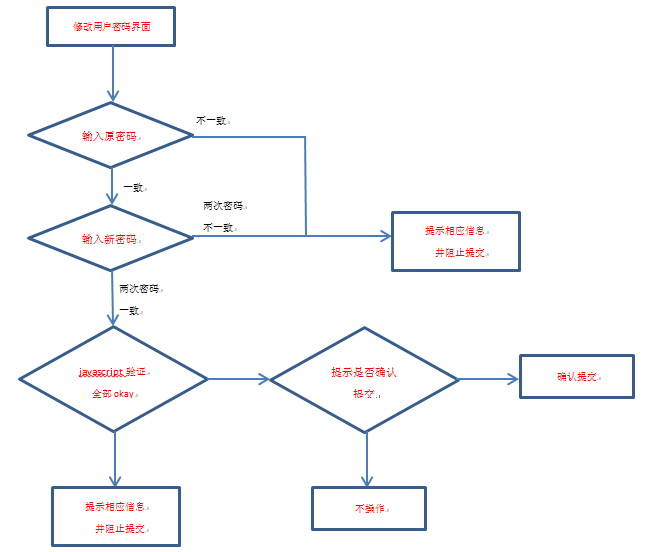 修改用户密码界面
输入原密码
不一致
一致
输入新密码
两次密码
不一致
提示相应信息
并阻止提交
两次密码
一致
javascript 验证
全部 okay
提示是否确认
提交
确认提交
提示相应信息
并阻止提交
不操作